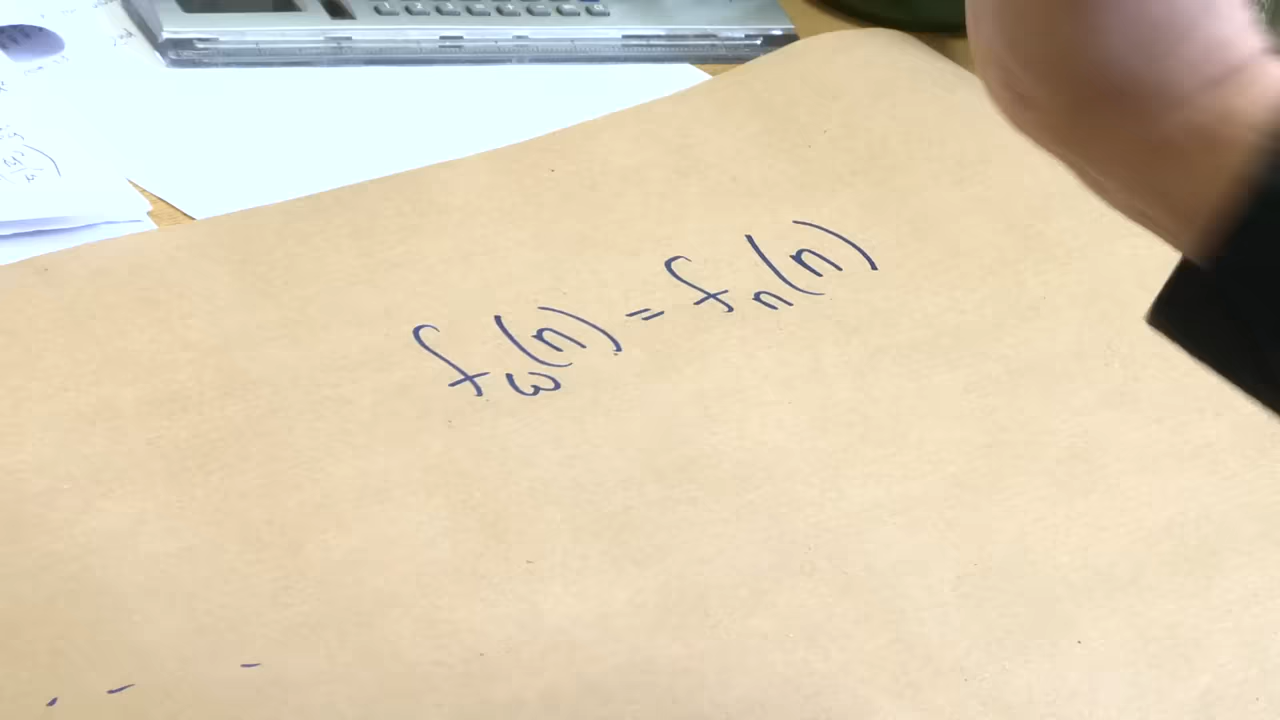 f_ω(n) = f_n(n)